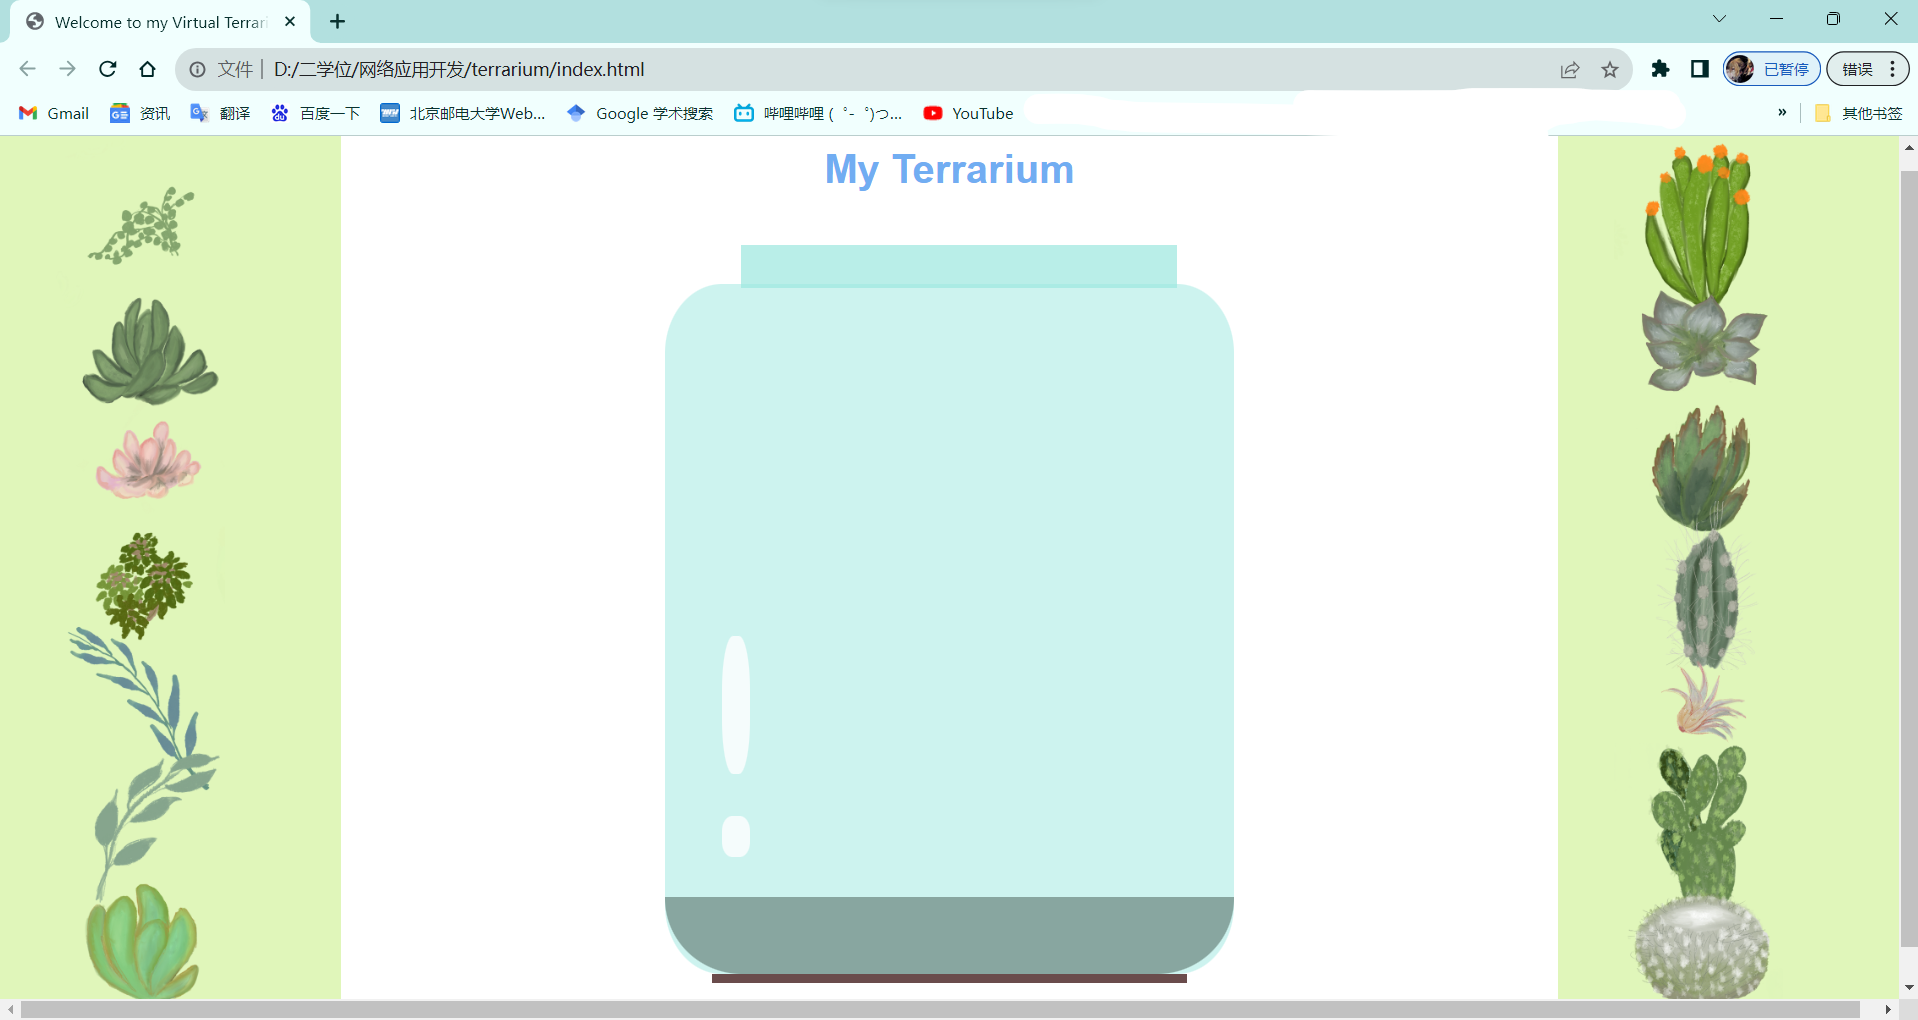 Welcome to my Virtual Terrari
文件 D:/二学位/网络应用开发/terrarium/index.html 已暂停 错误
Gmail 资讯 翻译 百度一下 北京邮电大学Web... Google 学术搜索 哔哩哔哩 ( ゜- ゜)つ... YouTube » 其他书签
My Terrarium